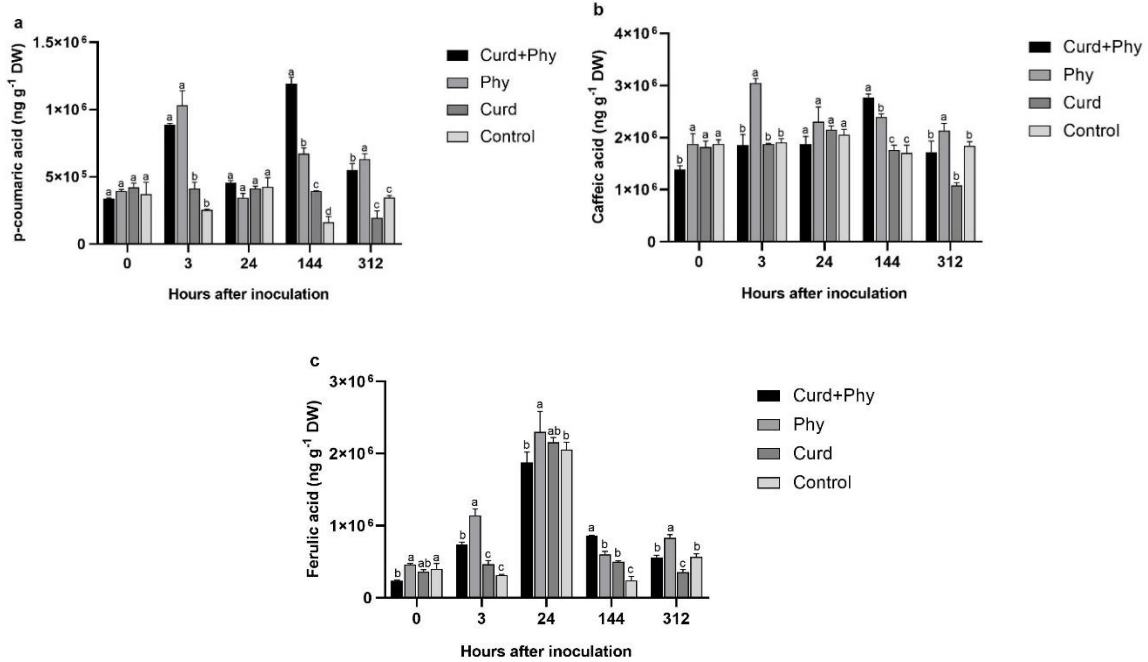 a
p-coumaric acid (ng g⁻¹ DW)
1.5×10⁶
1×10⁶
5×10⁵
0
a a a a
a a b b
a a a a
a b c d
b a c c
0 3 24 144 312
Hours after inoculation
Curd+Phy
Phy
Curd
Control
b
Caffeic acid (ng g⁻¹ DW)
4×10⁶
3×10⁶
2×10⁶
1×10⁶
0
b a a a
b a b b
a a a a
a b c c
b a c b
0 3 24 144 312
Hours after inoculation
Curd+Phy
Phy
Curd
Control
c
Ferulic acid (ng g⁻¹ DW)
3×10⁶
2×10⁶
1×10⁶
0
b a ab a
b a c c
b a ab b
a b b c
b a c b
0 3 24 144 312
Hours after inoculation
Curd+Phy
Phy
Curd
Control